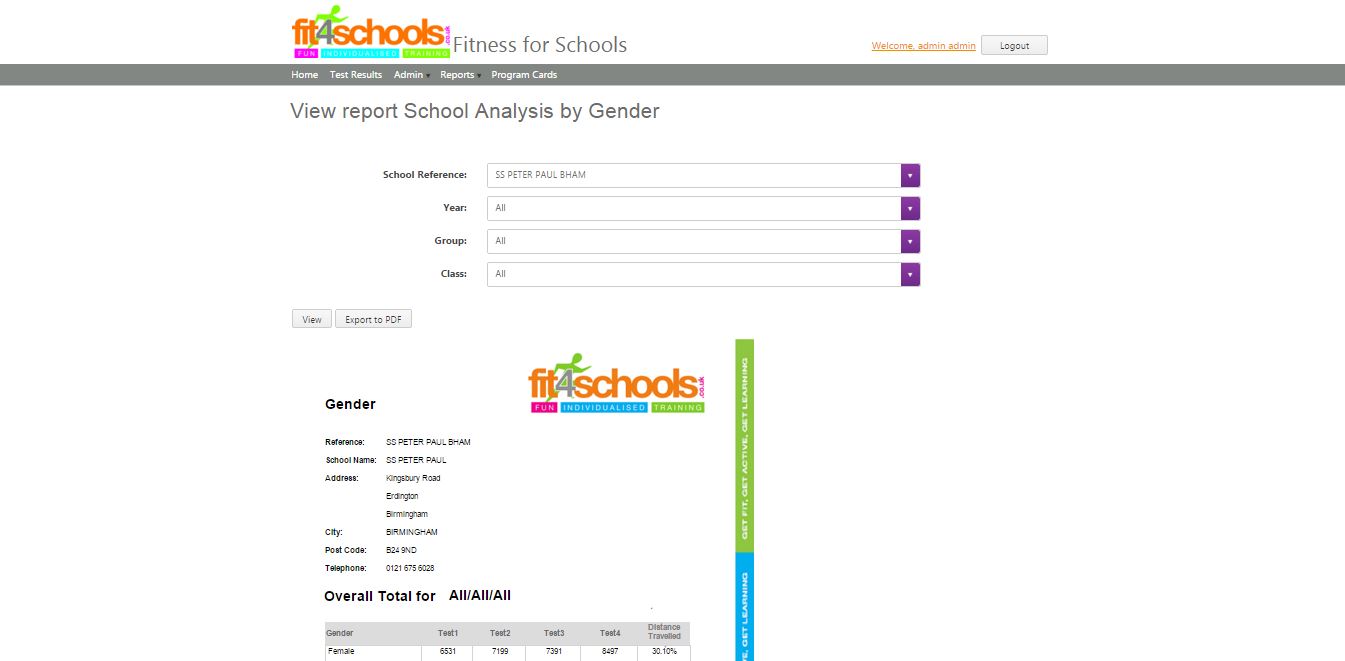 fit4schools.co.uk
FUN INDIVIDUALISED TRAINING
Fitness for Schools
Welcome, admin admin
Logout
Home Test Results Admin Reports Program Cards
View report School Analysis by Gender
School Reference: SS PETER PAUL BHAM
Year: All
Group: All
Class: All
View Export to PDF
fit4schools.co.uk
FUN INDIVIDUALISED TRAINING
GET FIT, GET ACTIVE, GET LEARNING
Gender
Reference: SS PETER PAUL BHAM
School Name: SS PETER PAUL
Address: Kingsbury Road
Erdington
Birmingham
City: BIRMINGHAM
Post Code: B24 9ND
Telephone: 0121 675 6028
VE, GET LEARNING
Overall Total for All/All/All
Gender Test1 Test2 Test3 Test4 Distance Travelled
Female 6531 7199 7391 8497 30.10%